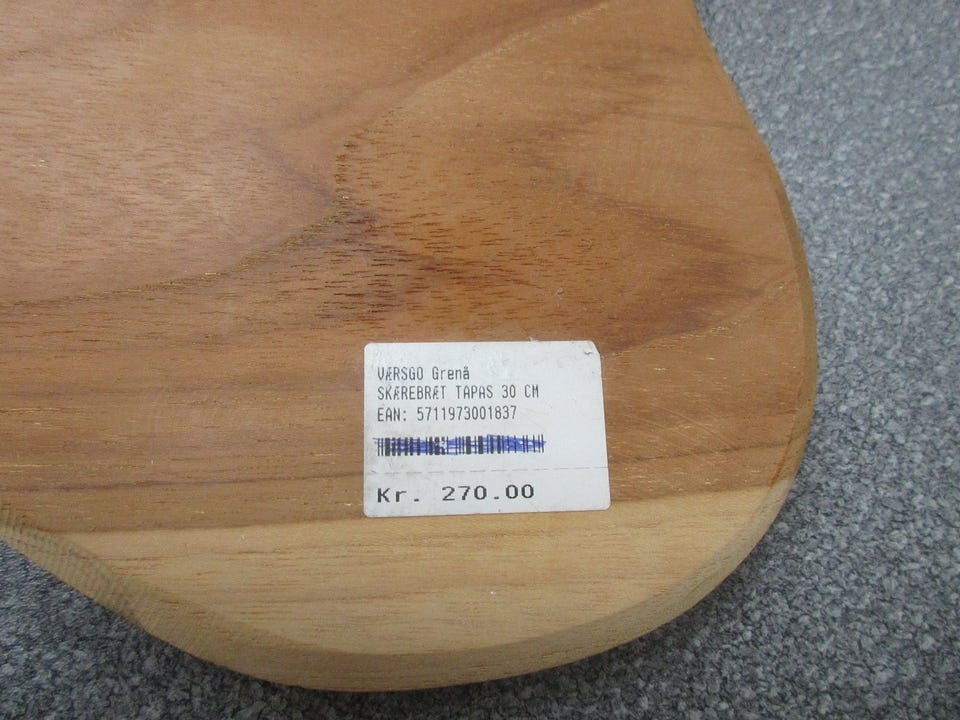 VÆRSGO Grenå
SKÆREBRÆT TAPAS 30 CM
EAN: 5711973001837
Kr. 270.00